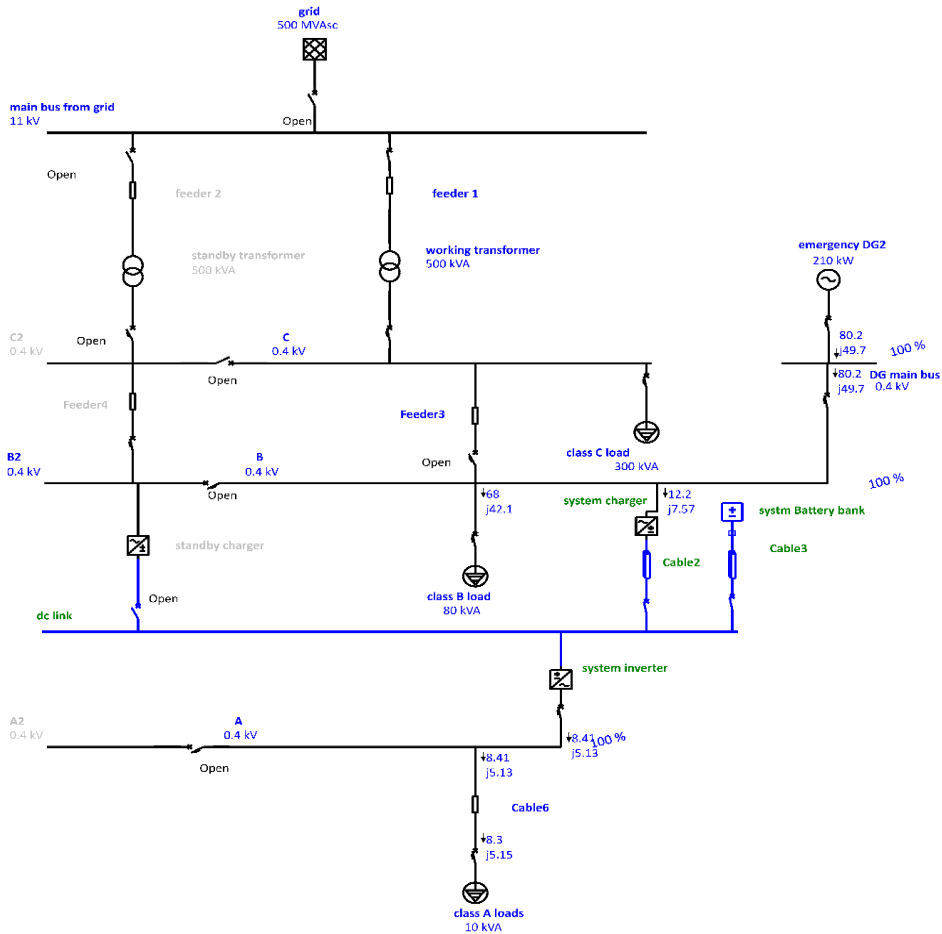 grid
500 MVAsc
main bus from grid
11 kV
Open
Open
feeder 2
feeder 1
standby transformer
500 kVA
working transformer
500 kVA
emergency DG2
210 kW
C2
0.4 kV
Open
C
0.4 kV
Open
80.2
j49.7
100 %
80.2
j49.7
DG main bus
0.4 kV
Feeder4
Feeder3
class C load
300 kVA
Open
B2
0.4 kV
B
0.4 kV
Open
100 %
68
j42.1
system charger
12.2
j7.57
systm Battery bank
standby charger
Cable2
Cable3
class B load
80 kVA
Open
dc link
system inverter
A2
0.4 kV
A
0.4 kV
Open
8.41
j5.13
100 %
8.41
j5.13
Cable6
8.3
j5.15
class A loads
10 kVA